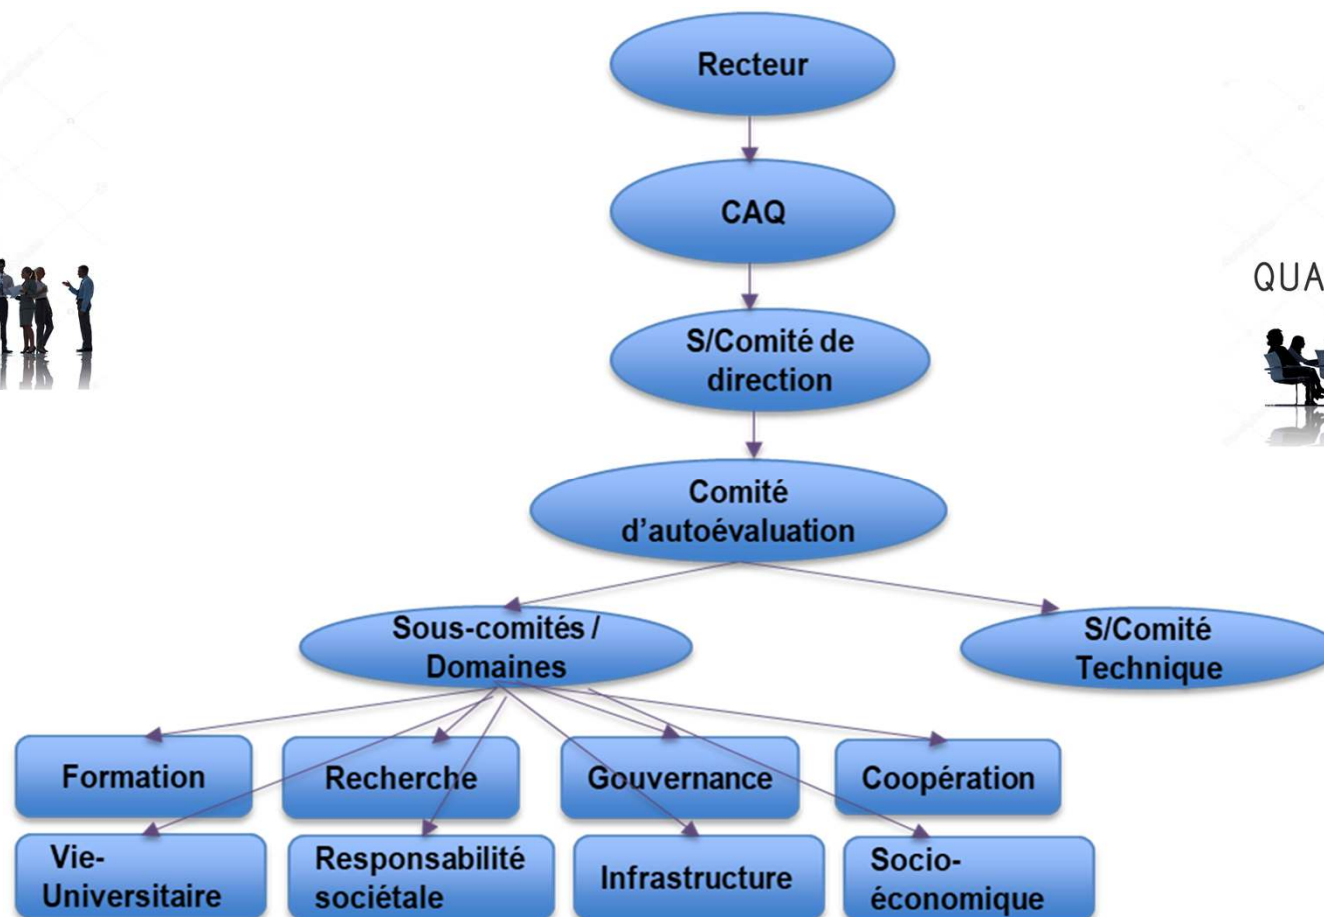 Recteur
CAQ
QUA
S/Comité de
direction
Comité
d'autoévaluation
Sous-comités /
Domaines
S/Comité
Technique
Formation
Recherche
Gouvernance
Coopération
Vie-
Universitaire
Responsabilité
sociétale
Infrastructure
Socio-
économique